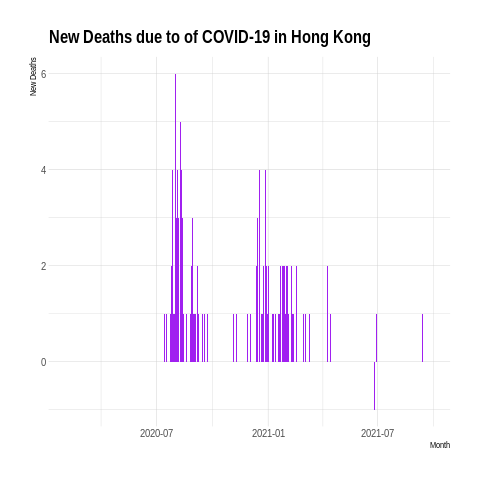 New Deaths due to of COVID-19 in Hong Kong
New Deaths
6
4
2
0
2020-07
2021-01
2021-07
Month